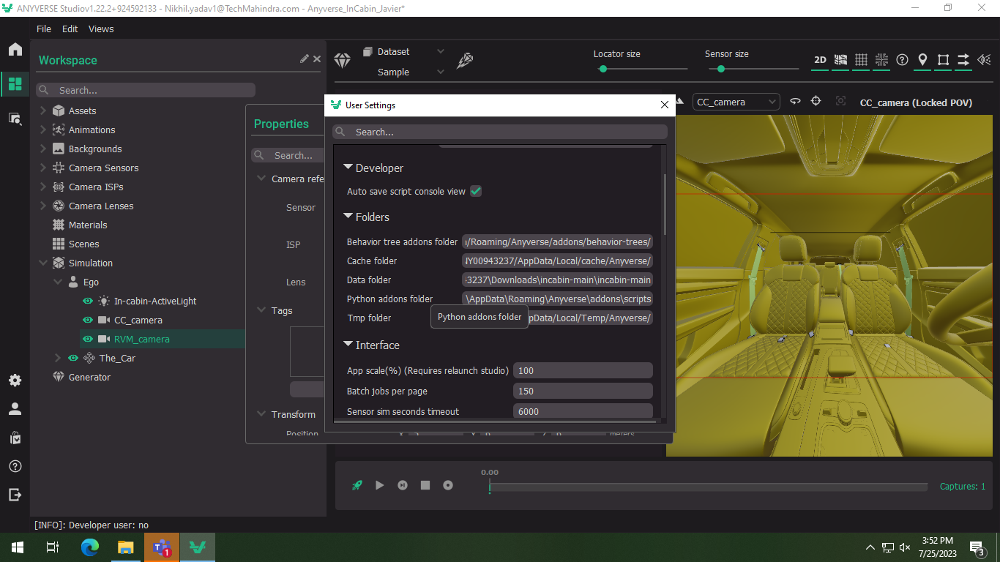 ANYVERSE Studiov1.22.2+924592133 - Nikhil.yadav1@TechMahindra.com - Anyverse_InCabin_Javier*
File Edit Views
Workspace
Search...
Assets
Animations
Backgrounds
Camera Sensors
Camera ISPs
Camera Lenses
Materials
Scenes
Simulation
Ego
In-cabin-ActiveLight
CC_camera
RVM_camera
The_Car
Generator
[INFO]: Developer user: no
Dataset
Sample
Locator size
Sensor size
2D
CC_camera
CC_camera (Locked POV)
Properties
Search...
Camera refe
Sensor
ISP
Lens
Tags
Transform
Position
meters
User Settings
Search...
Developer
Auto save script console view
Folders
Behavior tree addons folder /Roaming/Anyverse/addons/behavior-trees/
Cache folder NY00943237/AppData/Local/cache/Anyverse/
Data folder 3237\Downloads\incabin-main\incabin-main
Python addons folder \AppData\Roaming\Anyverse\addons\scripts
Tmp folder pData/Local/Temp/Anyverse/
Python addons folder
Interface
App scale(%) (Requires relaunch studio) 100
Batch jobs per page 150
Sensor sim seconds timeout 6000
0.00
Captures: 1
1
3:52 PM
7/25/2023
3